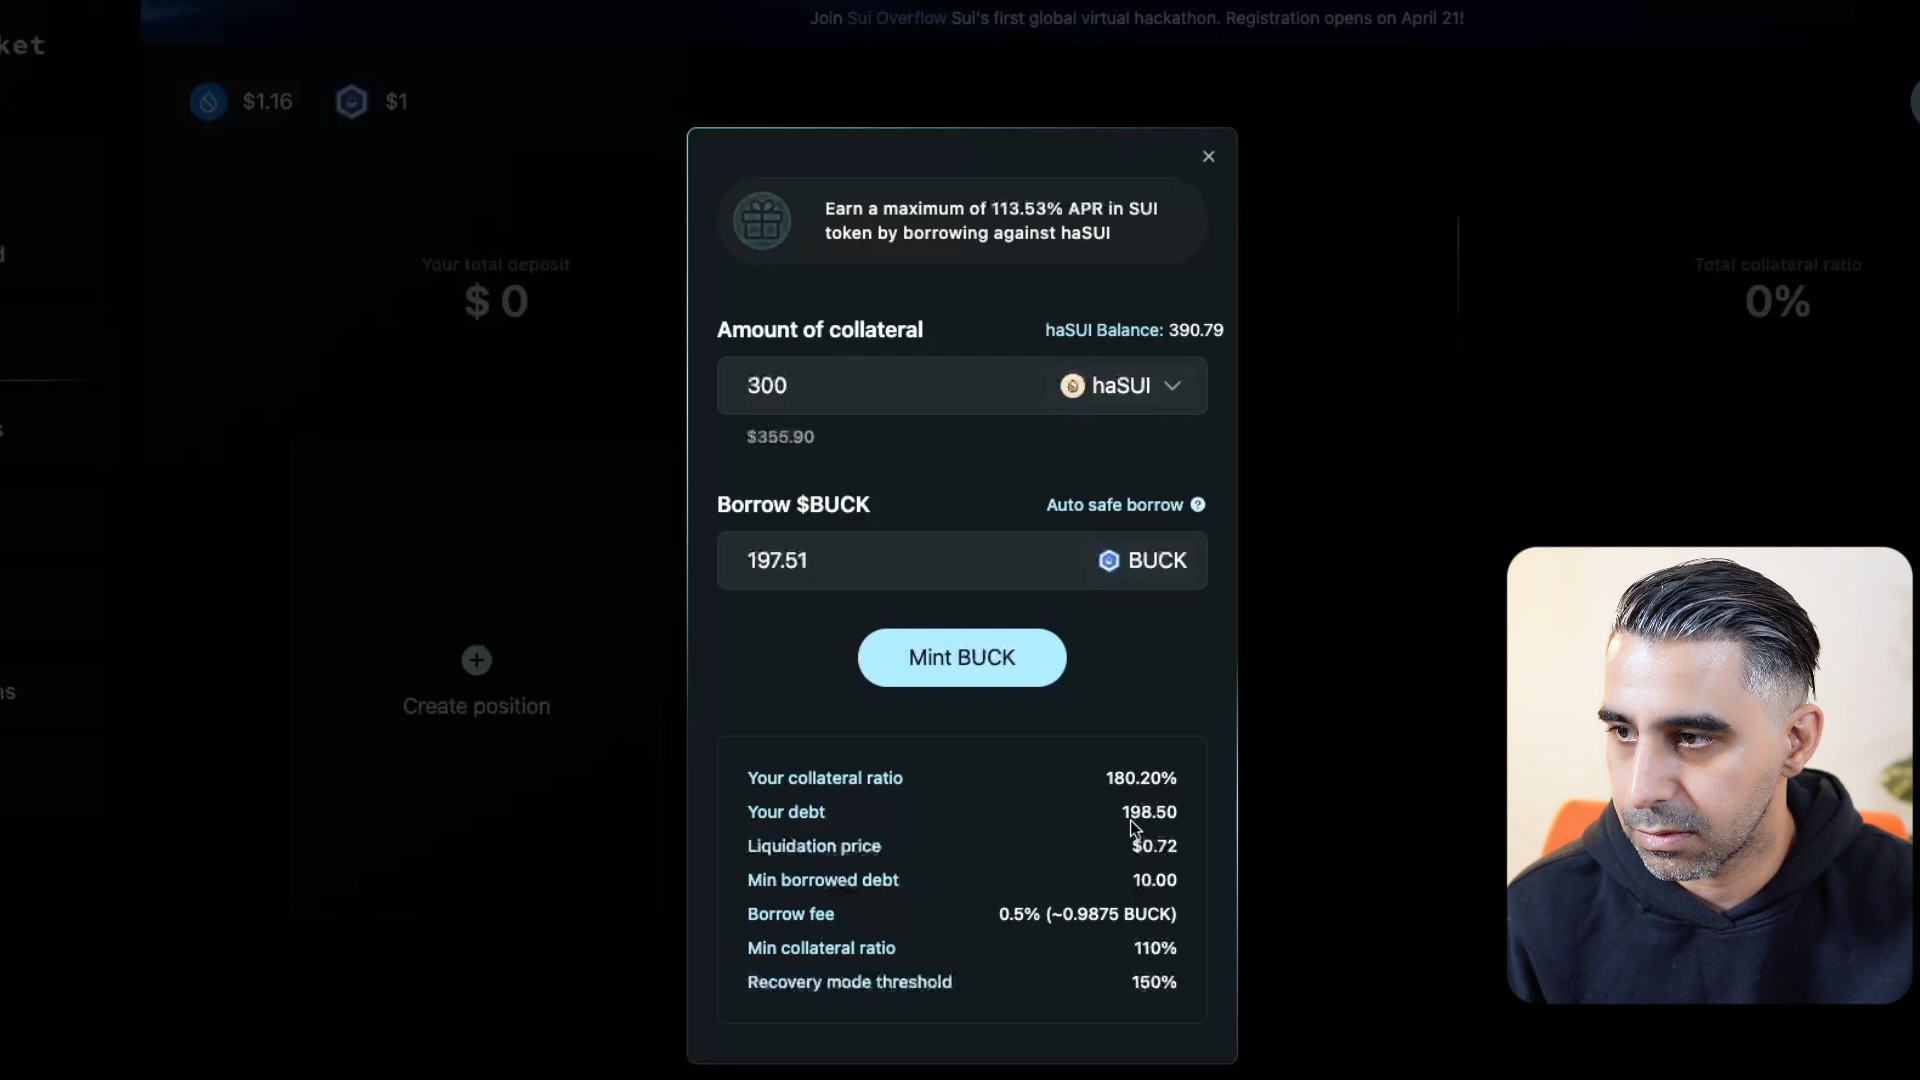 Join Sui Overflow Sui's first global virtual hackathon. Registration opens on April 21!
ket
$1.16
$1
×
Earn a maximum of 113.53% APR in SUI
token by borrowing against haSUI
Your total deposit
$ 0
Total collateral ratio
0%
Amount of collateral
haSUI Balance: 390.79
300
haSUI
$355.90
Borrow $BUCK
Auto safe borrow ?
197.51
BUCK
Mint BUCK
Create position
Your collateral ratio
180.20%
Your debt
198.50
Liquidation price
$0.72
Min borrowed debt
10.00
Borrow fee
0.5% (~0.9875 BUCK)
Min collateral ratio
110%
Recovery mode threshold
150%